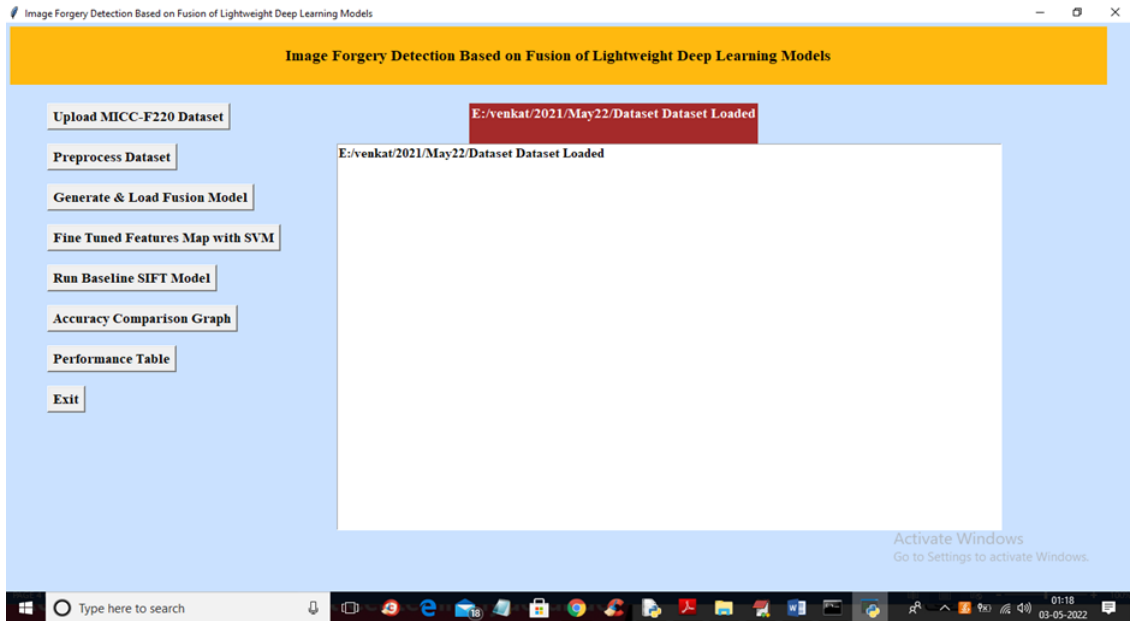 Image Forgery Detection Based on Fusion of Lightweight Deep Learning Models
Image Forgery Detection Based on Fusion of Lightweight Deep Learning Models
Upload MICC-F220 Dataset
E:/venkat/2021/May22/Dataset Dataset Loaded
Preprocess Dataset
E:/venkat/2021/May22/Dataset Dataset Loaded
Generate & Load Fusion Model
Fine Tuned Features Map with SVM
Run Baseline SIFT Model
Accuracy Comparison Graph
Performance Table
Exit
Activate Windows
Go to Settings to activate Windows.
Type here to search
18
01:18
03-05-2022